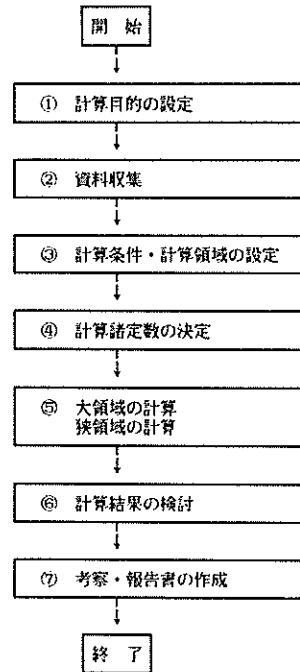 開 始
① 計算目的の設定
② 資料収集
③ 計算条件・計算領域の設定
④ 計算諸定数の決定
⑤ 大領域の計算
狭領域の計算
⑥ 計算結果の検討
⑦ 考察・報告書の作成
終 了